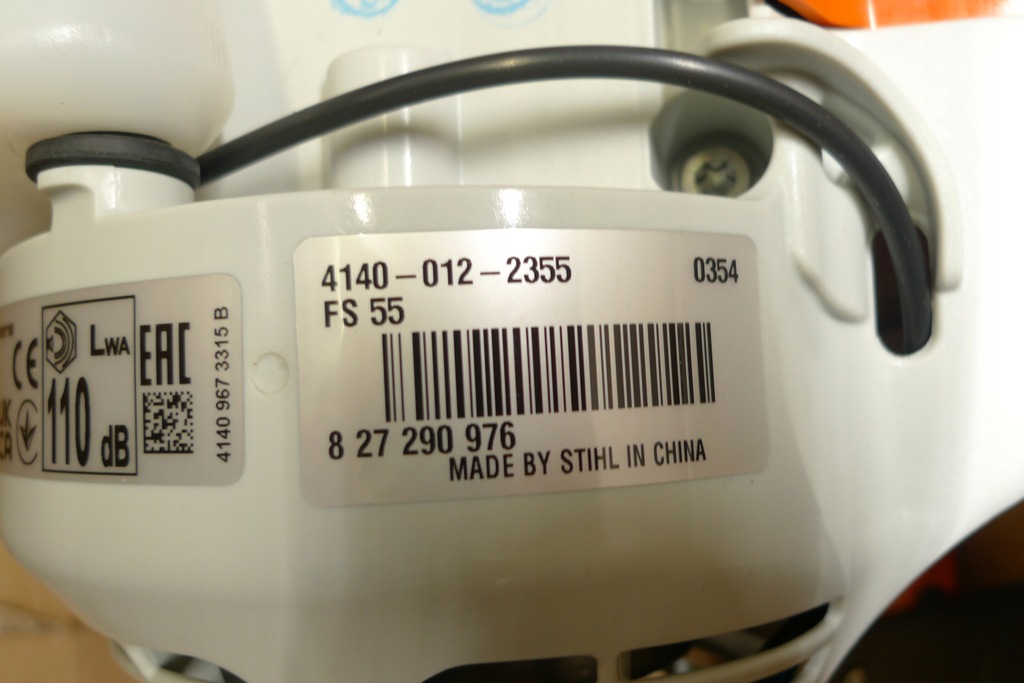 4140-012-2355 0354
FS 55
8 27 290 976
MADE BY STIHL IN CHINA
CE
LWA
110 dB
EAC
4140 967 3315 B